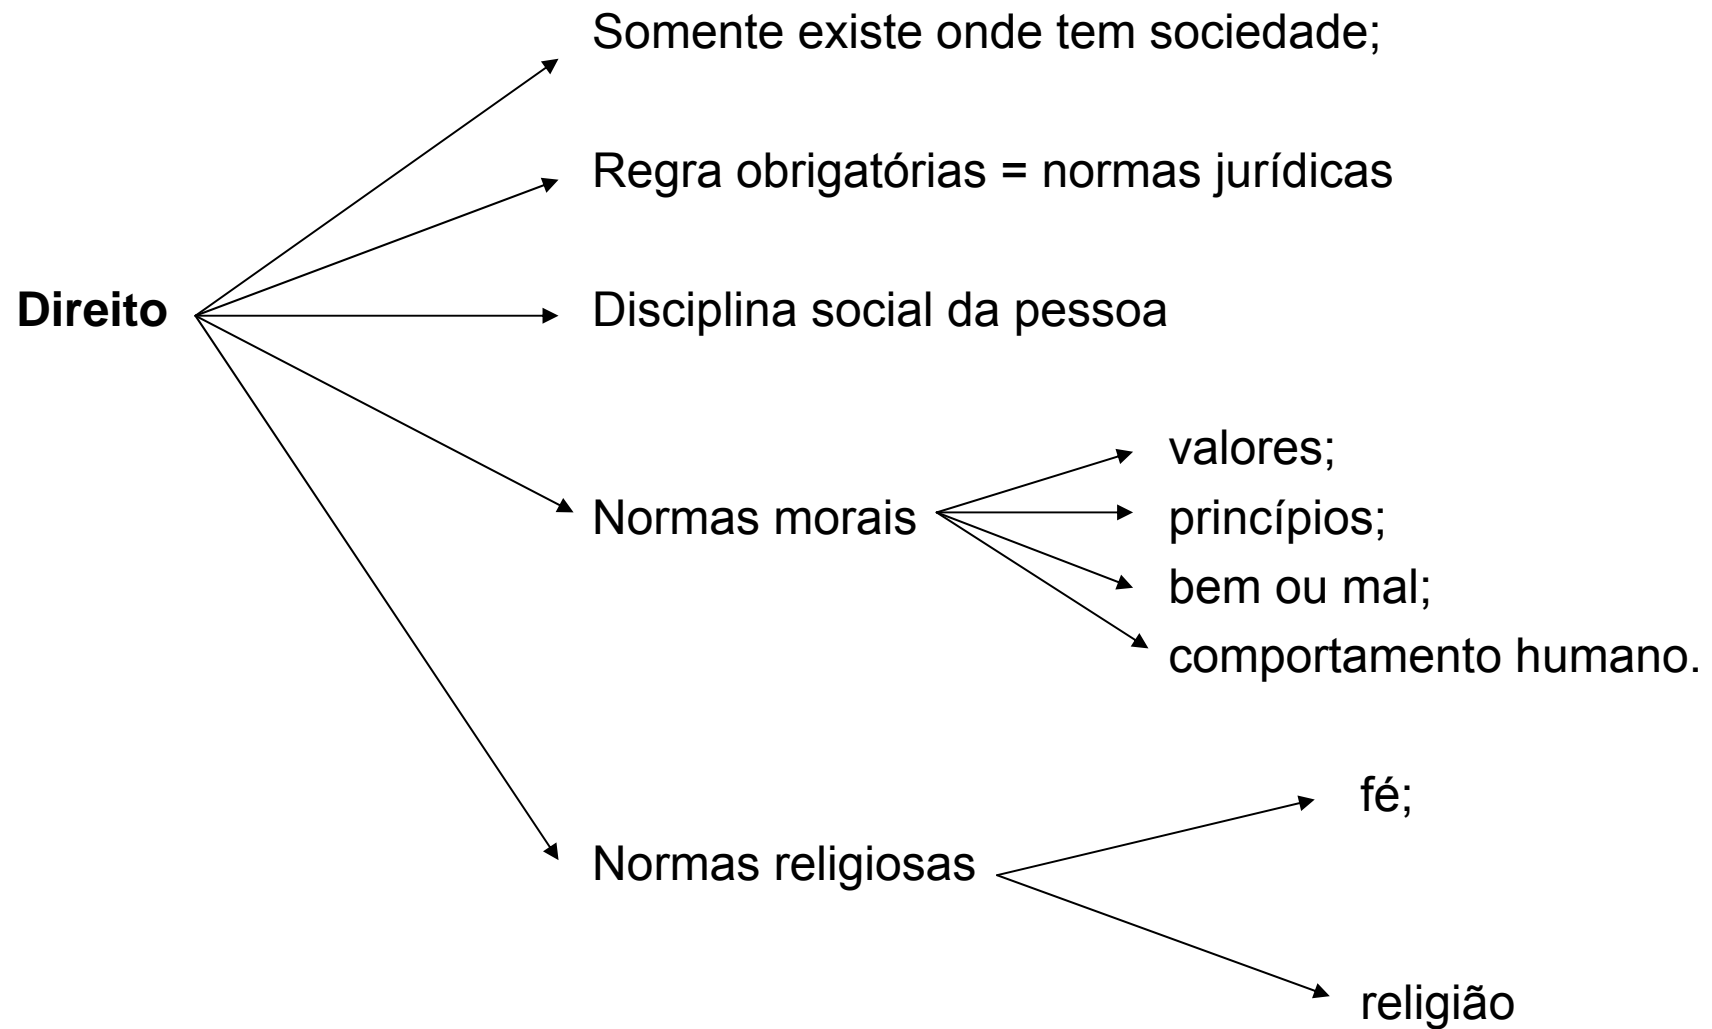 Somente existe onde tem sociedade;
Regra obrigatórias = normas jurídicas
Direito
Disciplina social da pessoa
valores;
Normas morais
princípios;
bem ou mal;
comportamento humano.
fé;
Normas religiosas
religião